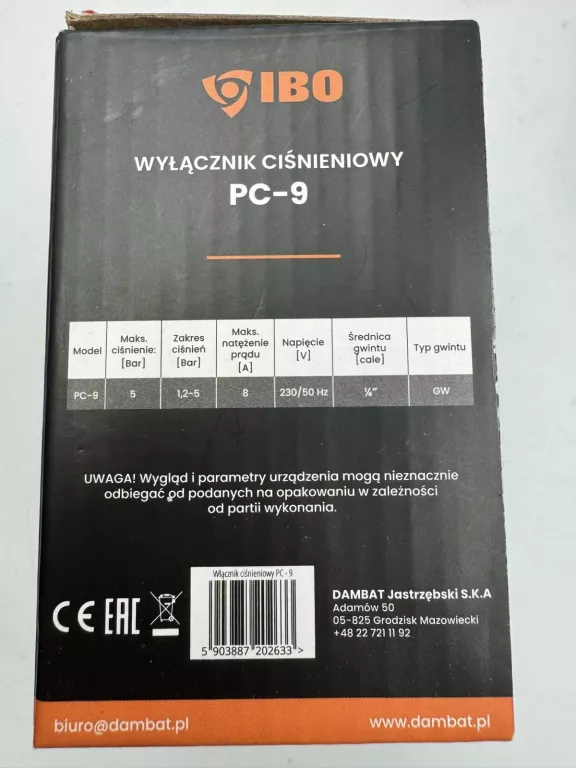 IBO
WYŁĄCZNIK CIŚNIENIOWY
PC-9
Model Maks. ciśnienie: [Bar] Zakres ciśnień [Bar] Maks. natężenie prądu [A] Napięcie [V] Średnica gwintu [cale] Typ gwintu
PC-9 5 1,2-5 8 230/50 Hz ¼" GW
UWAGA! Wygląd i parametry urządzenia mogą nieznacznie
odbiegać od podanych na opakowaniu w zależności
od partii wykonania.
CE EAC
Włącznik ciśnieniowy PC - 9
5 903887 202633 >
DAMBAT Jastrzębski S.K.A
Adamów 50
05-825 Grodzisk Mazowiecki
+48 22 721 11 92
biuro@dambat.pl
www.dambat.pl